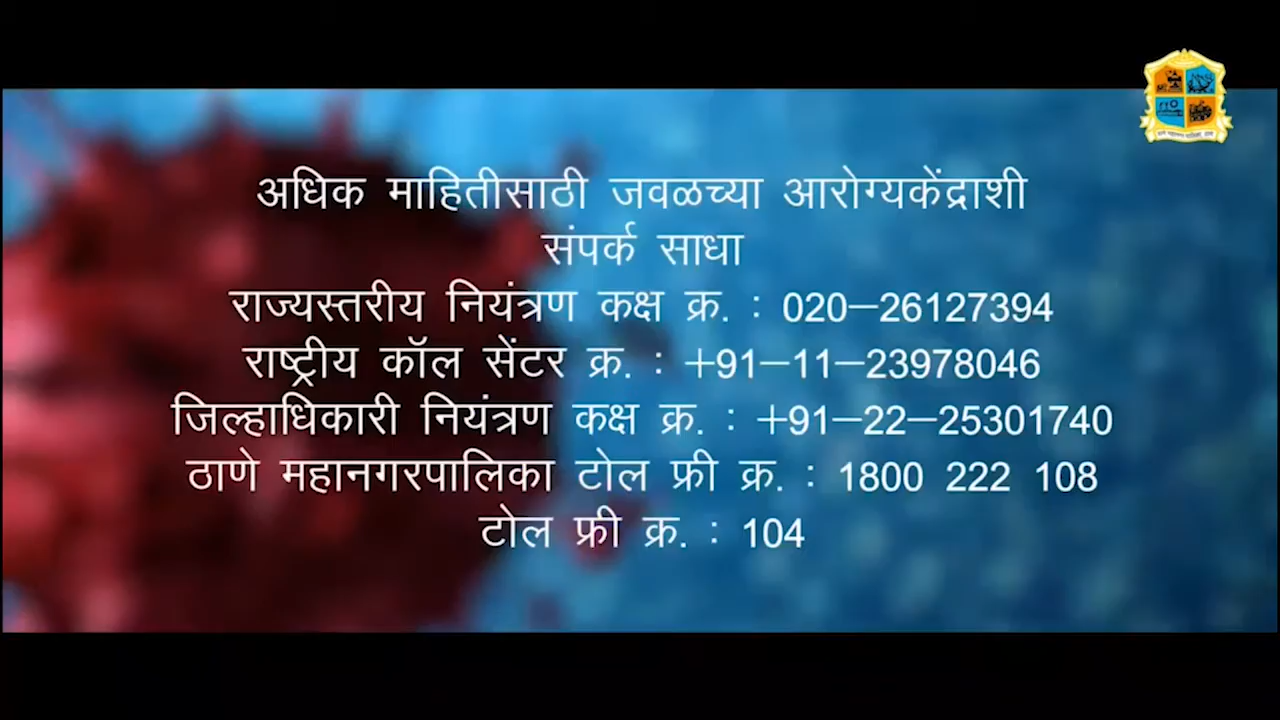 अधिक माहितीसाठी जवळच्या आरोग्यकेंद्राशी
संपर्क साधा
राज्यस्तरीय नियंत्रण कक्ष क्र. : 020–26127394
राष्ट्रीय कॉल सेंटर क्र. : +91–11–23978046
जिल्हाधिकारी नियंत्रण कक्ष क्र. : +91–22–25301740
ठाणे महानगरपालिका टोल फ्री क्र. : 1800 222 108
टोल फ्री क्र. : 104